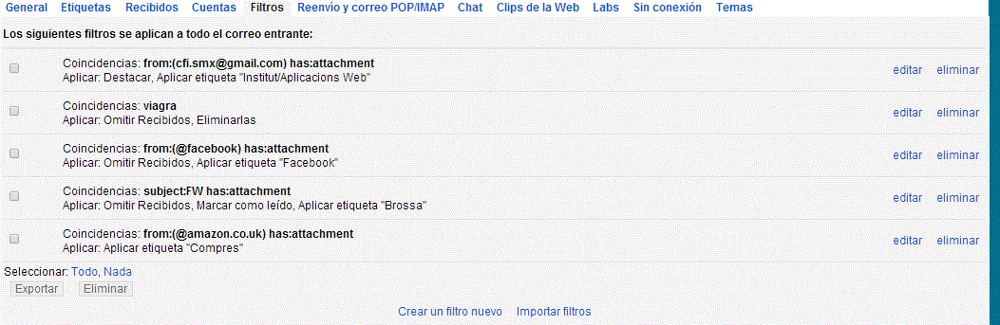 General Etiquetas Recibidos Cuentas Filtros Reenvío y correo POP/IMAP Chat Clips de la Web Labs Sin conexión Temas
Los siguientes filtros se aplican a todo el correo entrante:
Coincidencias: from:(cfi.smx@gmail.com) has:attachment
Aplicar: Destacar, Aplicar etiqueta "Institut/Aplicacions Web"
editar eliminar
Coincidencias: viagra
Aplicar: Omitir Recibidos, Eliminarlas
editar eliminar
Coincidencias: from:(@facebook) has:attachment
Aplicar: Omitir Recibidos, Aplicar etiqueta "Facebook"
editar eliminar
Coincidencias: subject:FW has:attachment
Aplicar: Omitir Recibidos, Marcar como leído, Aplicar etiqueta "Brossa"
editar eliminar
Coincidencias: from:(@amazon.co.uk) has:attachment
Aplicar: Aplicar etiqueta "Compres"
editar eliminar
Seleccionar: Todo, Nada
Exportar Eliminar
Crear un filtro nuevo Importar filtros